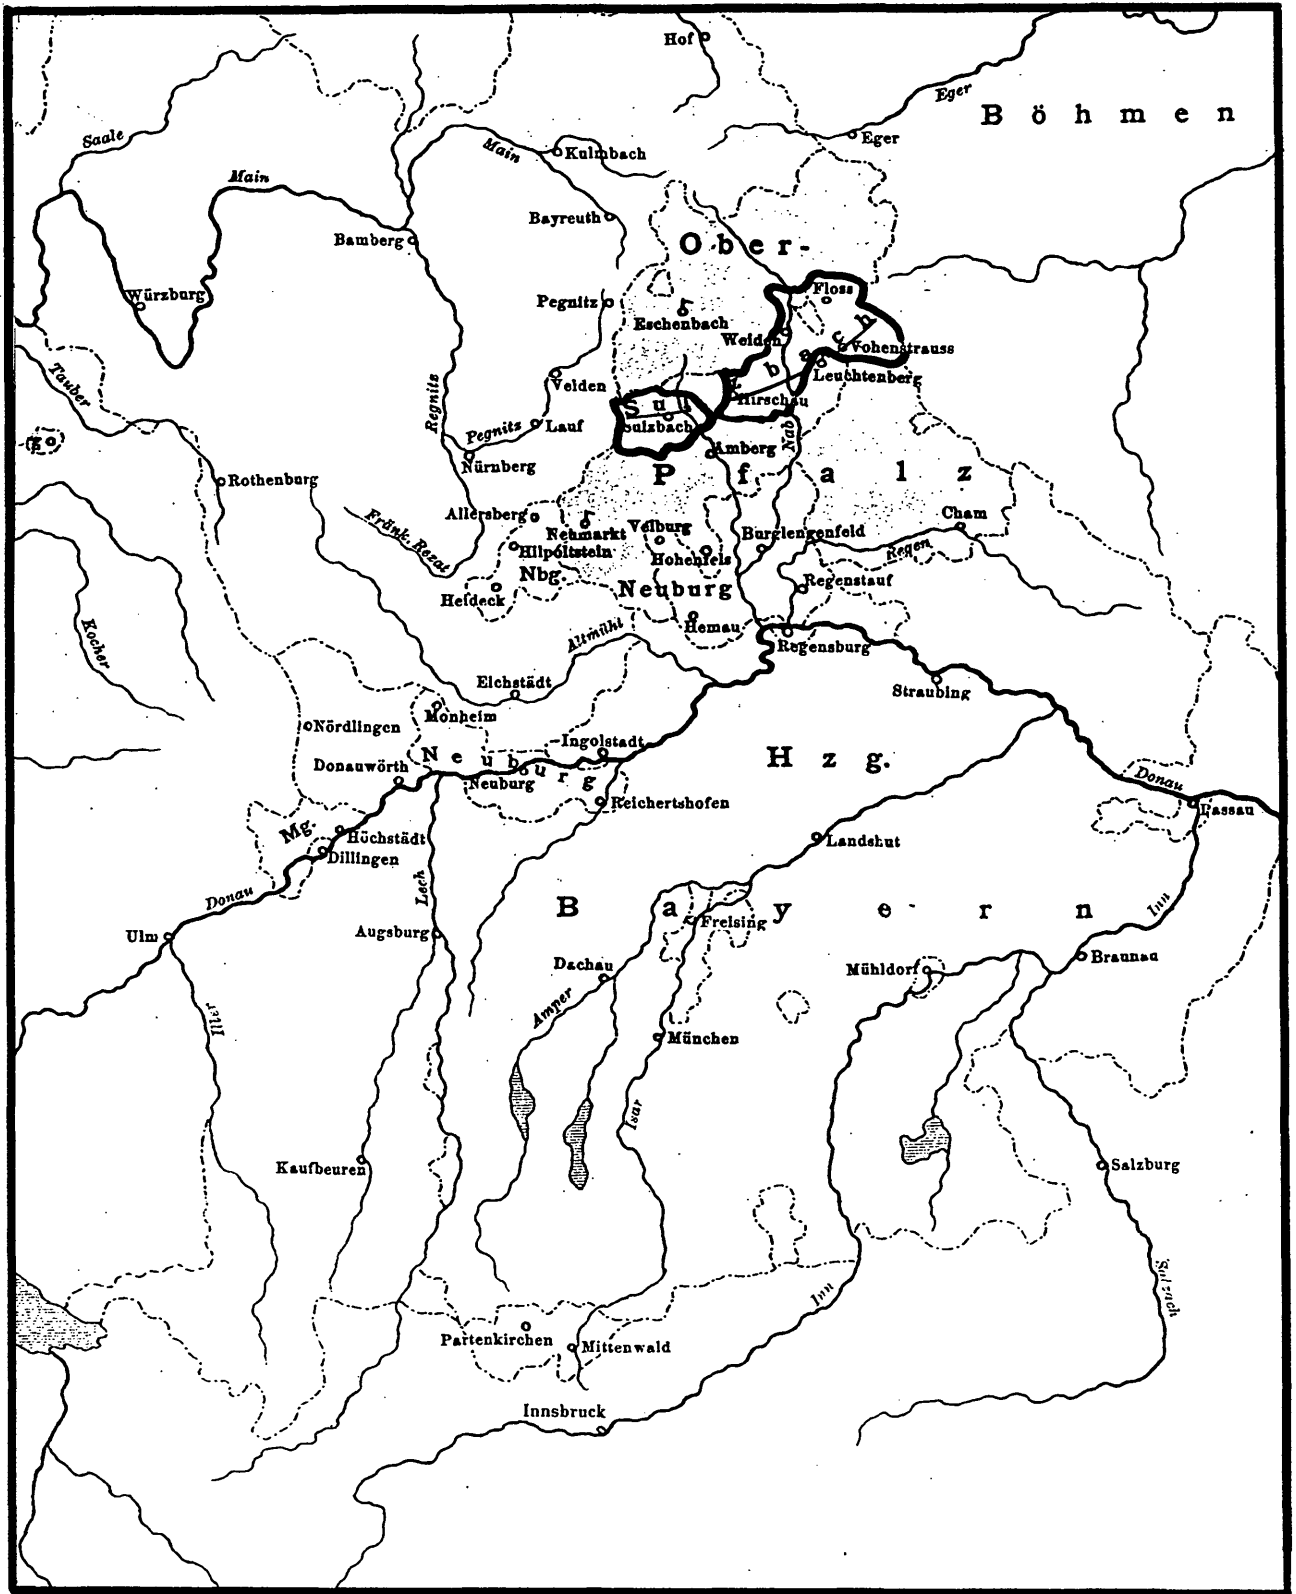 Hof
Eger
Böhmen
Saale
Eger
Main
Kulmbach
Main
Bayreuth
Bamberg
Ober-
Würzburg
Pegnitz
Floss
Eschenbach
Weiden
Vohenstrauss
Tauber
Velden
Leuchtenberg
Regnitz
Hirschau
Sulzbach
Sulzbach
Pegnitz
Lauf
Nab
Nürnberg
Amberg
Pfalz
Rothenburg
Allersberg
Fränk. Rezat
Neumarkt
Velburg
Burglengenfeld
Cham
Hilpoltstein
Hohenfels
Regen
Nbg.
Heideck
Neuburg
Regenstauf
Kocher
Altmühl
Hemau
Regensburg
Eichstädt
Straubing
Monheim
Nördlingen
Ingolstadt
Neuburg
Hzg.
Donauwörth
Neuburg
Donau
Reichertshofen
Passau
Mg.
Höchstädt
Dillingen
Landshut
Lech
Donau
Bayern
Inn
Freising
Ulm
Augsburg
Braunau
Dachau
Mühldorf
Amper
Iller
München
Isar
Kaufbeuren
Salzburg
Salzach
Inn
Partenkirchen
Mittenwald
Innsbruck